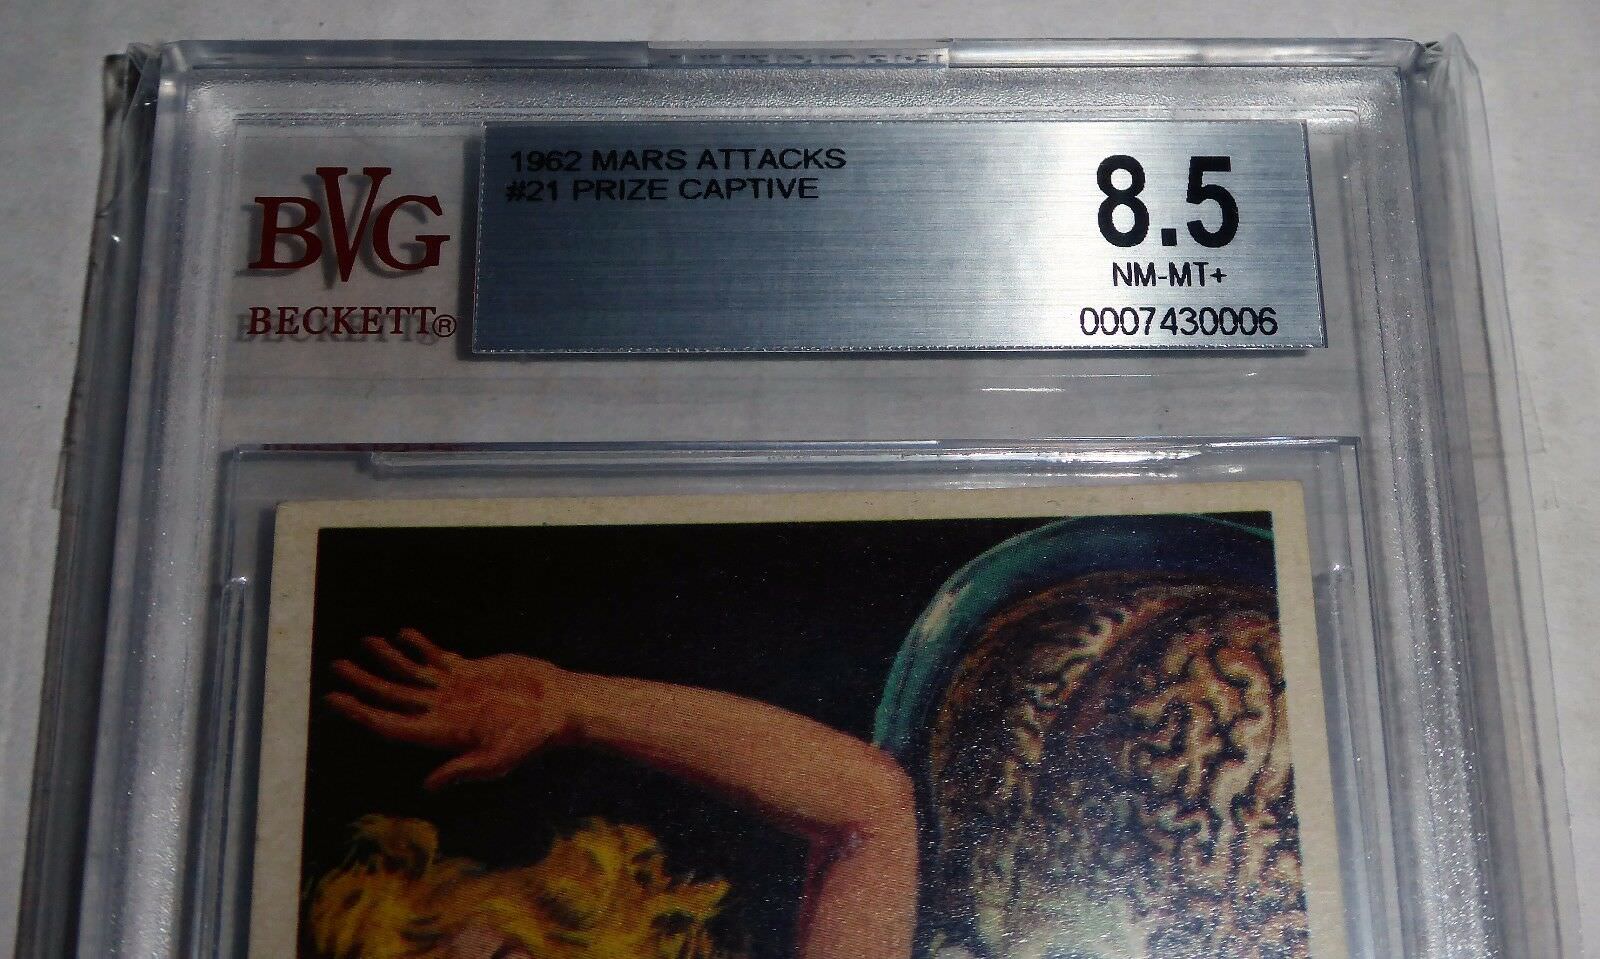 BVG
BECKETT®
1962 MARS ATTACKS
#21 PRIZE CAPTIVE
8.5
NM-MT+
0007430006